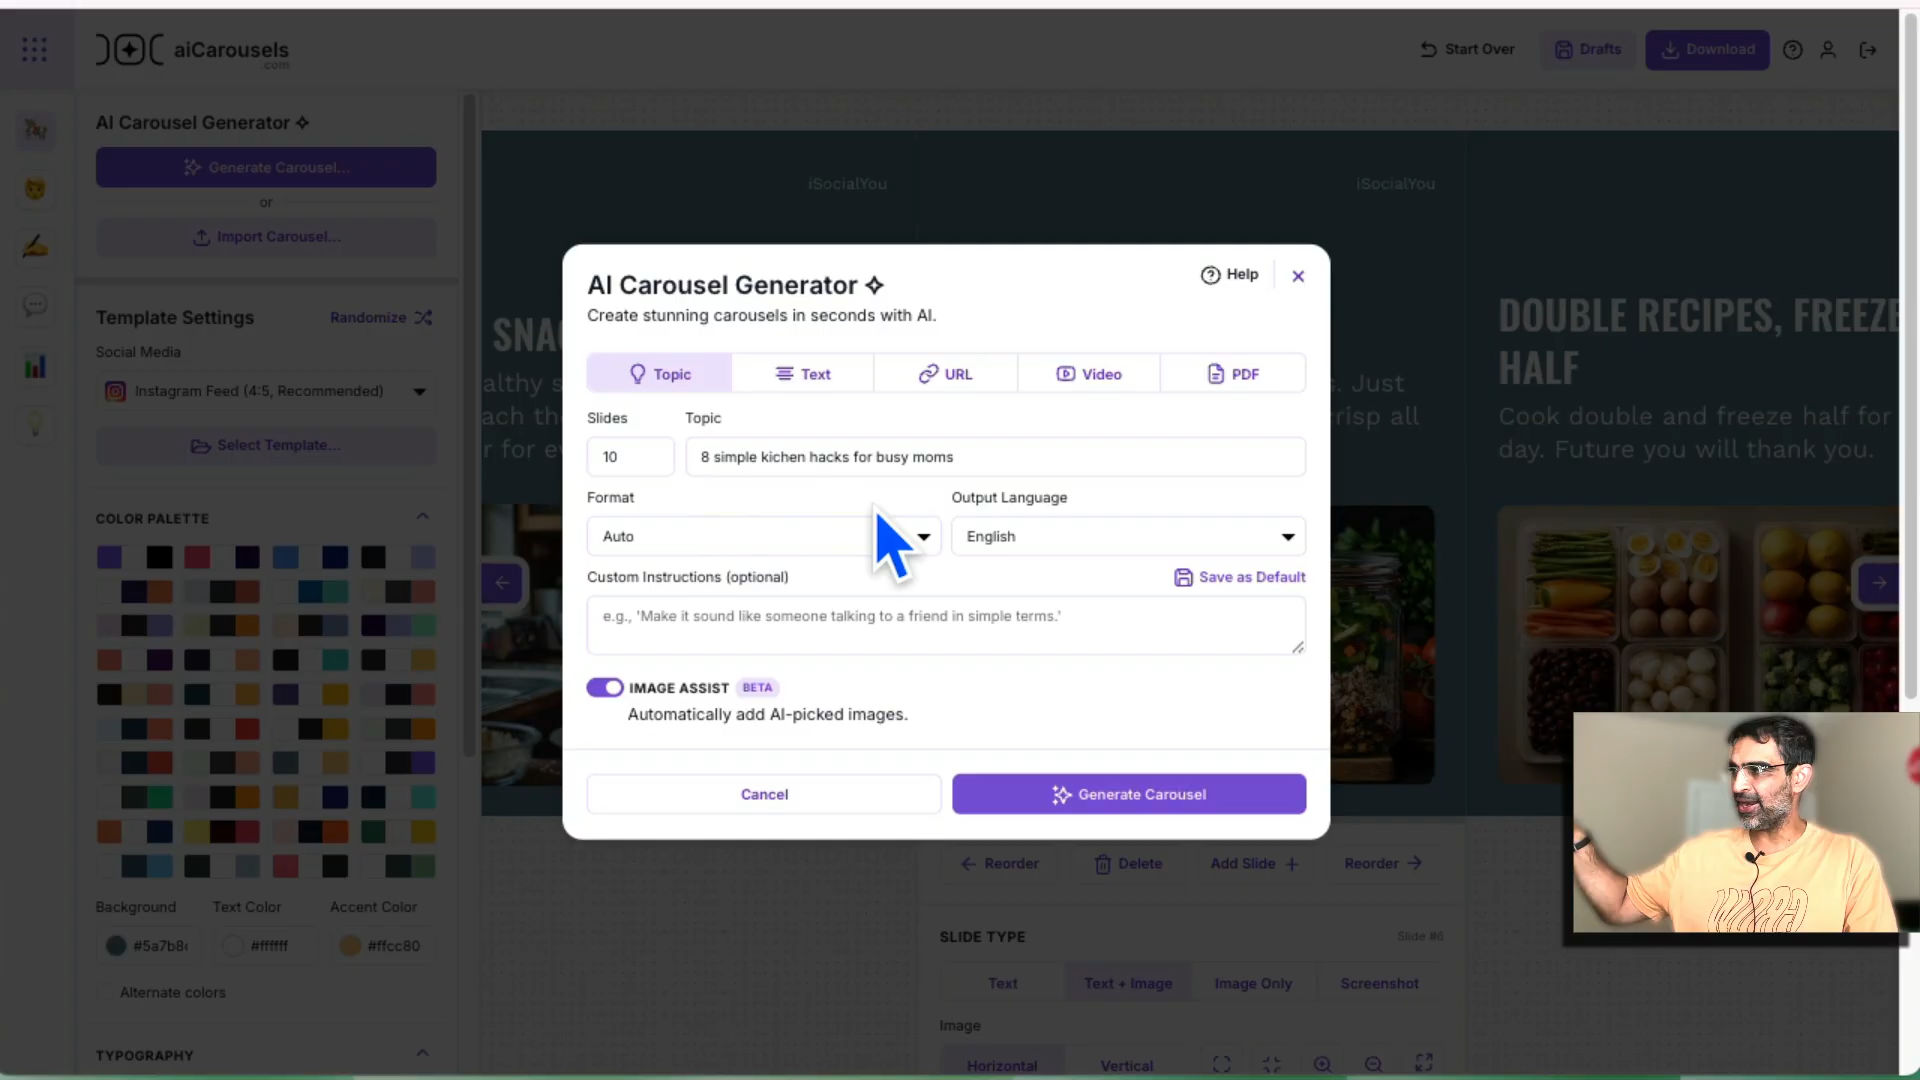 aiCarousels
.com
Start Over
Drafts
Download
AI Carousel Generator
Generate Carousel...
or
Import Carousel...
Template Settings
Randomize
Social Media
Instagram Feed (4:5, Recommended)
Select Template...
COLOR PALETTE
Background
Text Color
Accent Color
#ffffff
#ffcc80
Alternate colors
TYPOGRAPHY
iSocialYou
iSocialYou
DOUBLE RECIPES, FREEZE
HALF
Cook double and freeze half for
day. Future you will thank you.
Just
crisp all
AI Carousel Generator
Create stunning carousels in seconds with AI.
Help
Topic
Text
URL
Video
PDF
Slides
Topic
10
8 simple kichen hacks for busy moms
Format
Output Language
Auto
English
Custom Instructions (optional)
Save as Default
e.g., 'Make it sound like someone talking to a friend in simple terms.'
IMAGE ASSIST BETA
Automatically add AI-picked images.
Cancel
Generate Carousel
Reorder
Delete
Add Slide
Reorder
SLIDE TYPE
Slide #6
Text
Text + Image
Image Only
Screenshot
Image
Horizontal
Vertical